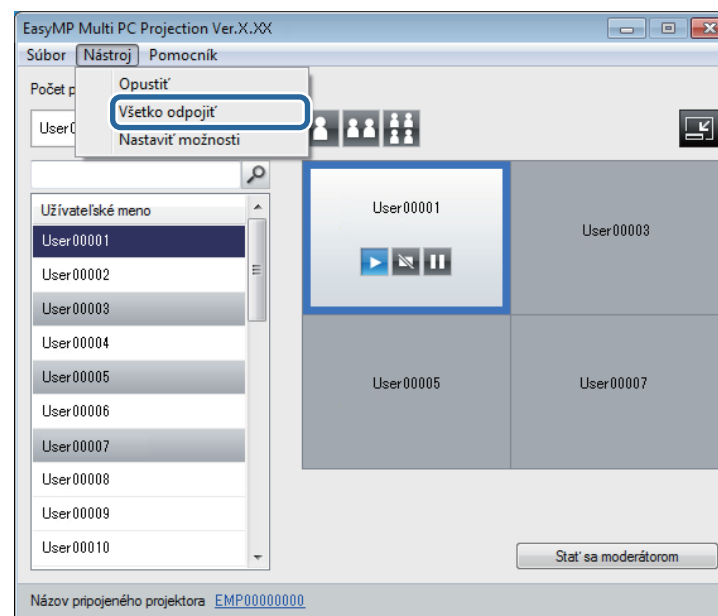 EasyMP Multi PC Projection Ver.X.XX
Súbor Nástroj Pomocník
Počet p
Opustiť
Všetko odpojiť
Nastaviť možnosti
Užívateľské meno
User00001
User00002
User00003
User00004
User00005
User00006
User00007
User00008
User00009
User00010
User00001
User00003
User00005
User00007
Stať sa moderátorom
Názov pripojeného projektora EMP00000000